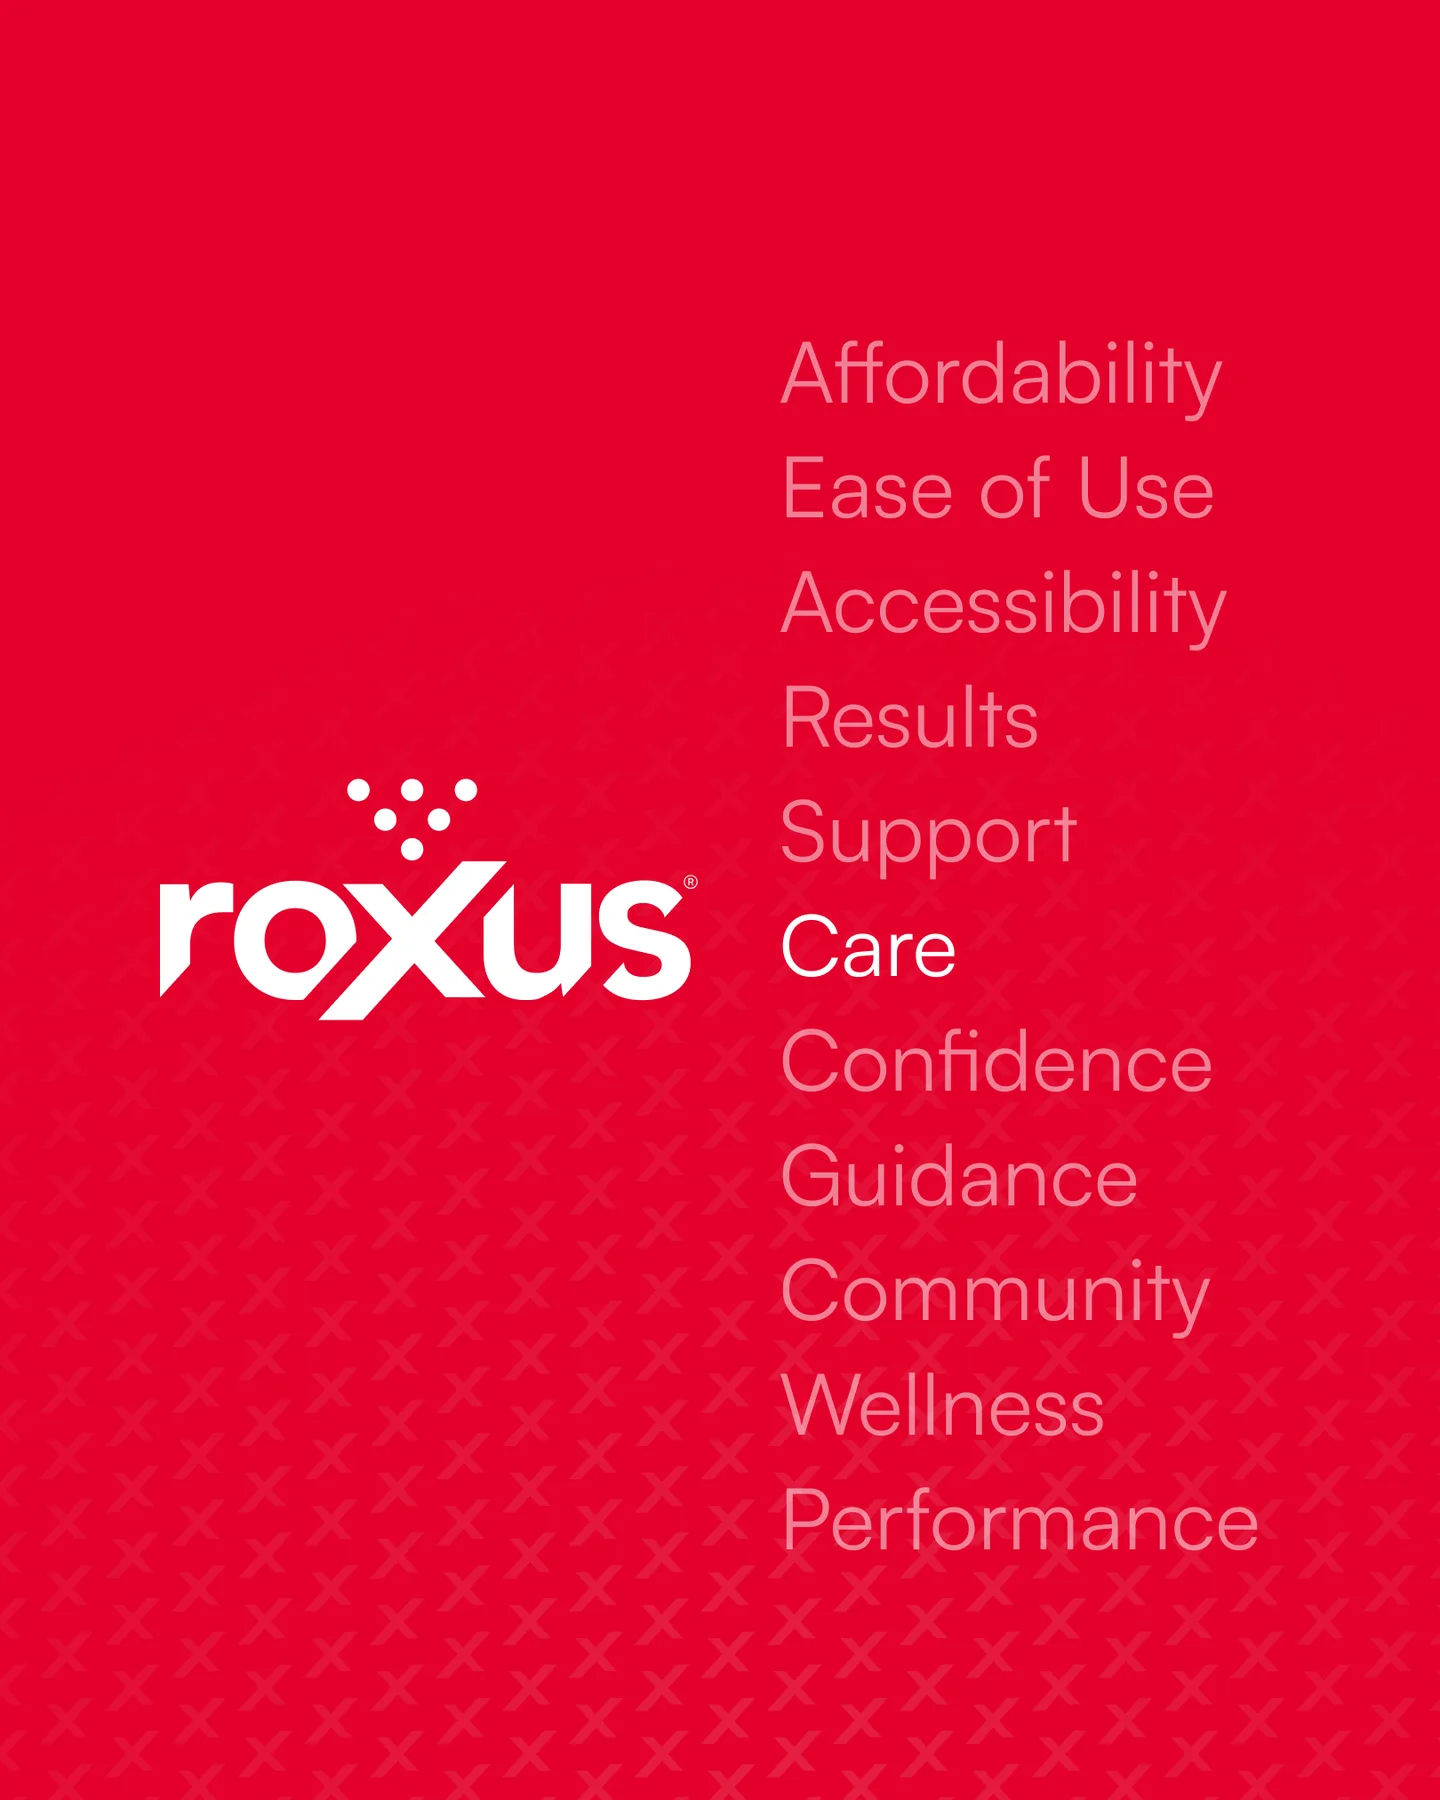 roxus®
Affordability
Ease of Use
Accessibility
Results
Support
Care
Confidence
Guidance
Community
Wellness
Performance